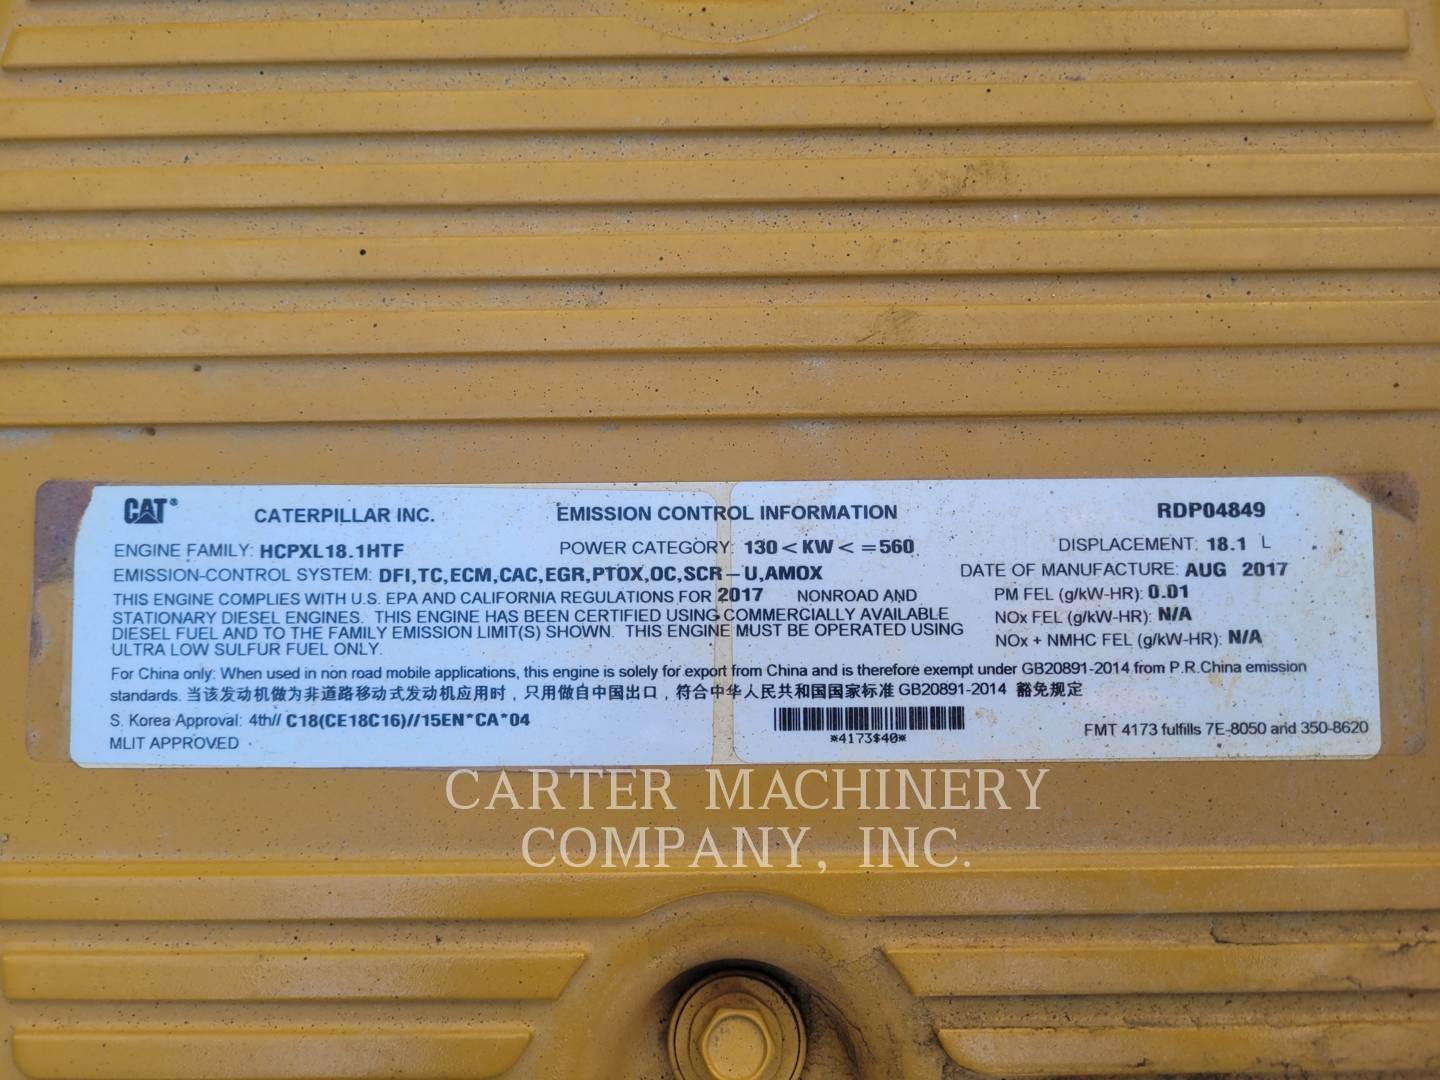 CAT® CATERPILLAR INC. EMISSION CONTROL INFORMATION RDP04849
ENGINE FAMILY: HCPXL18.1HTF POWER CATEGORY: 130 < KW < =560 DISPLACEMENT: 18.1 L
EMISSION-CONTROL SYSTEM: DFI,TC,ECM,CAC,EGR,PTOX,OC,SCR-U,AMOX DATE OF MANUFACTURE: AUG 2017
THIS ENGINE COMPLIES WITH U.S. EPA AND CALIFORNIA REGULATIONS FOR 2017 NONROAD AND
STATIONARY DIESEL ENGINES. THIS ENGINE HAS BEEN CERTIFIED USING COMMERCIALLY AVAILABLE
DIESEL FUEL AND TO THE FAMILY EMISSION LIMIT(S) SHOWN. THIS ENGINE MUST BE OPERATED USING
ULTRA LOW SULFUR FUEL ONLY.
PM FEL (g/kW-HR): 0.01
NOx FEL (g/kW-HR): N/A
NOx + NMHC FEL (g/kW-HR): N/A
For China only: When used in non road mobile applications, this engine is solely for export from China and is therefore exempt under GB20891-2014 from P.R.China emission
standards. 当该发动机做为非道路移动式发动机应用时，只用做自中国出口，符合中华人民共和国国家标准 GB20891-2014 豁免规定
S. Korea Approval: 4th// C18(CE18C16)//15EN*CA*04
MLIT APPROVED
*4173$40*
FMT 4173 fulfills 7E-8050 and 350-8620
CARTER MACHINERY
COMPANY, INC.